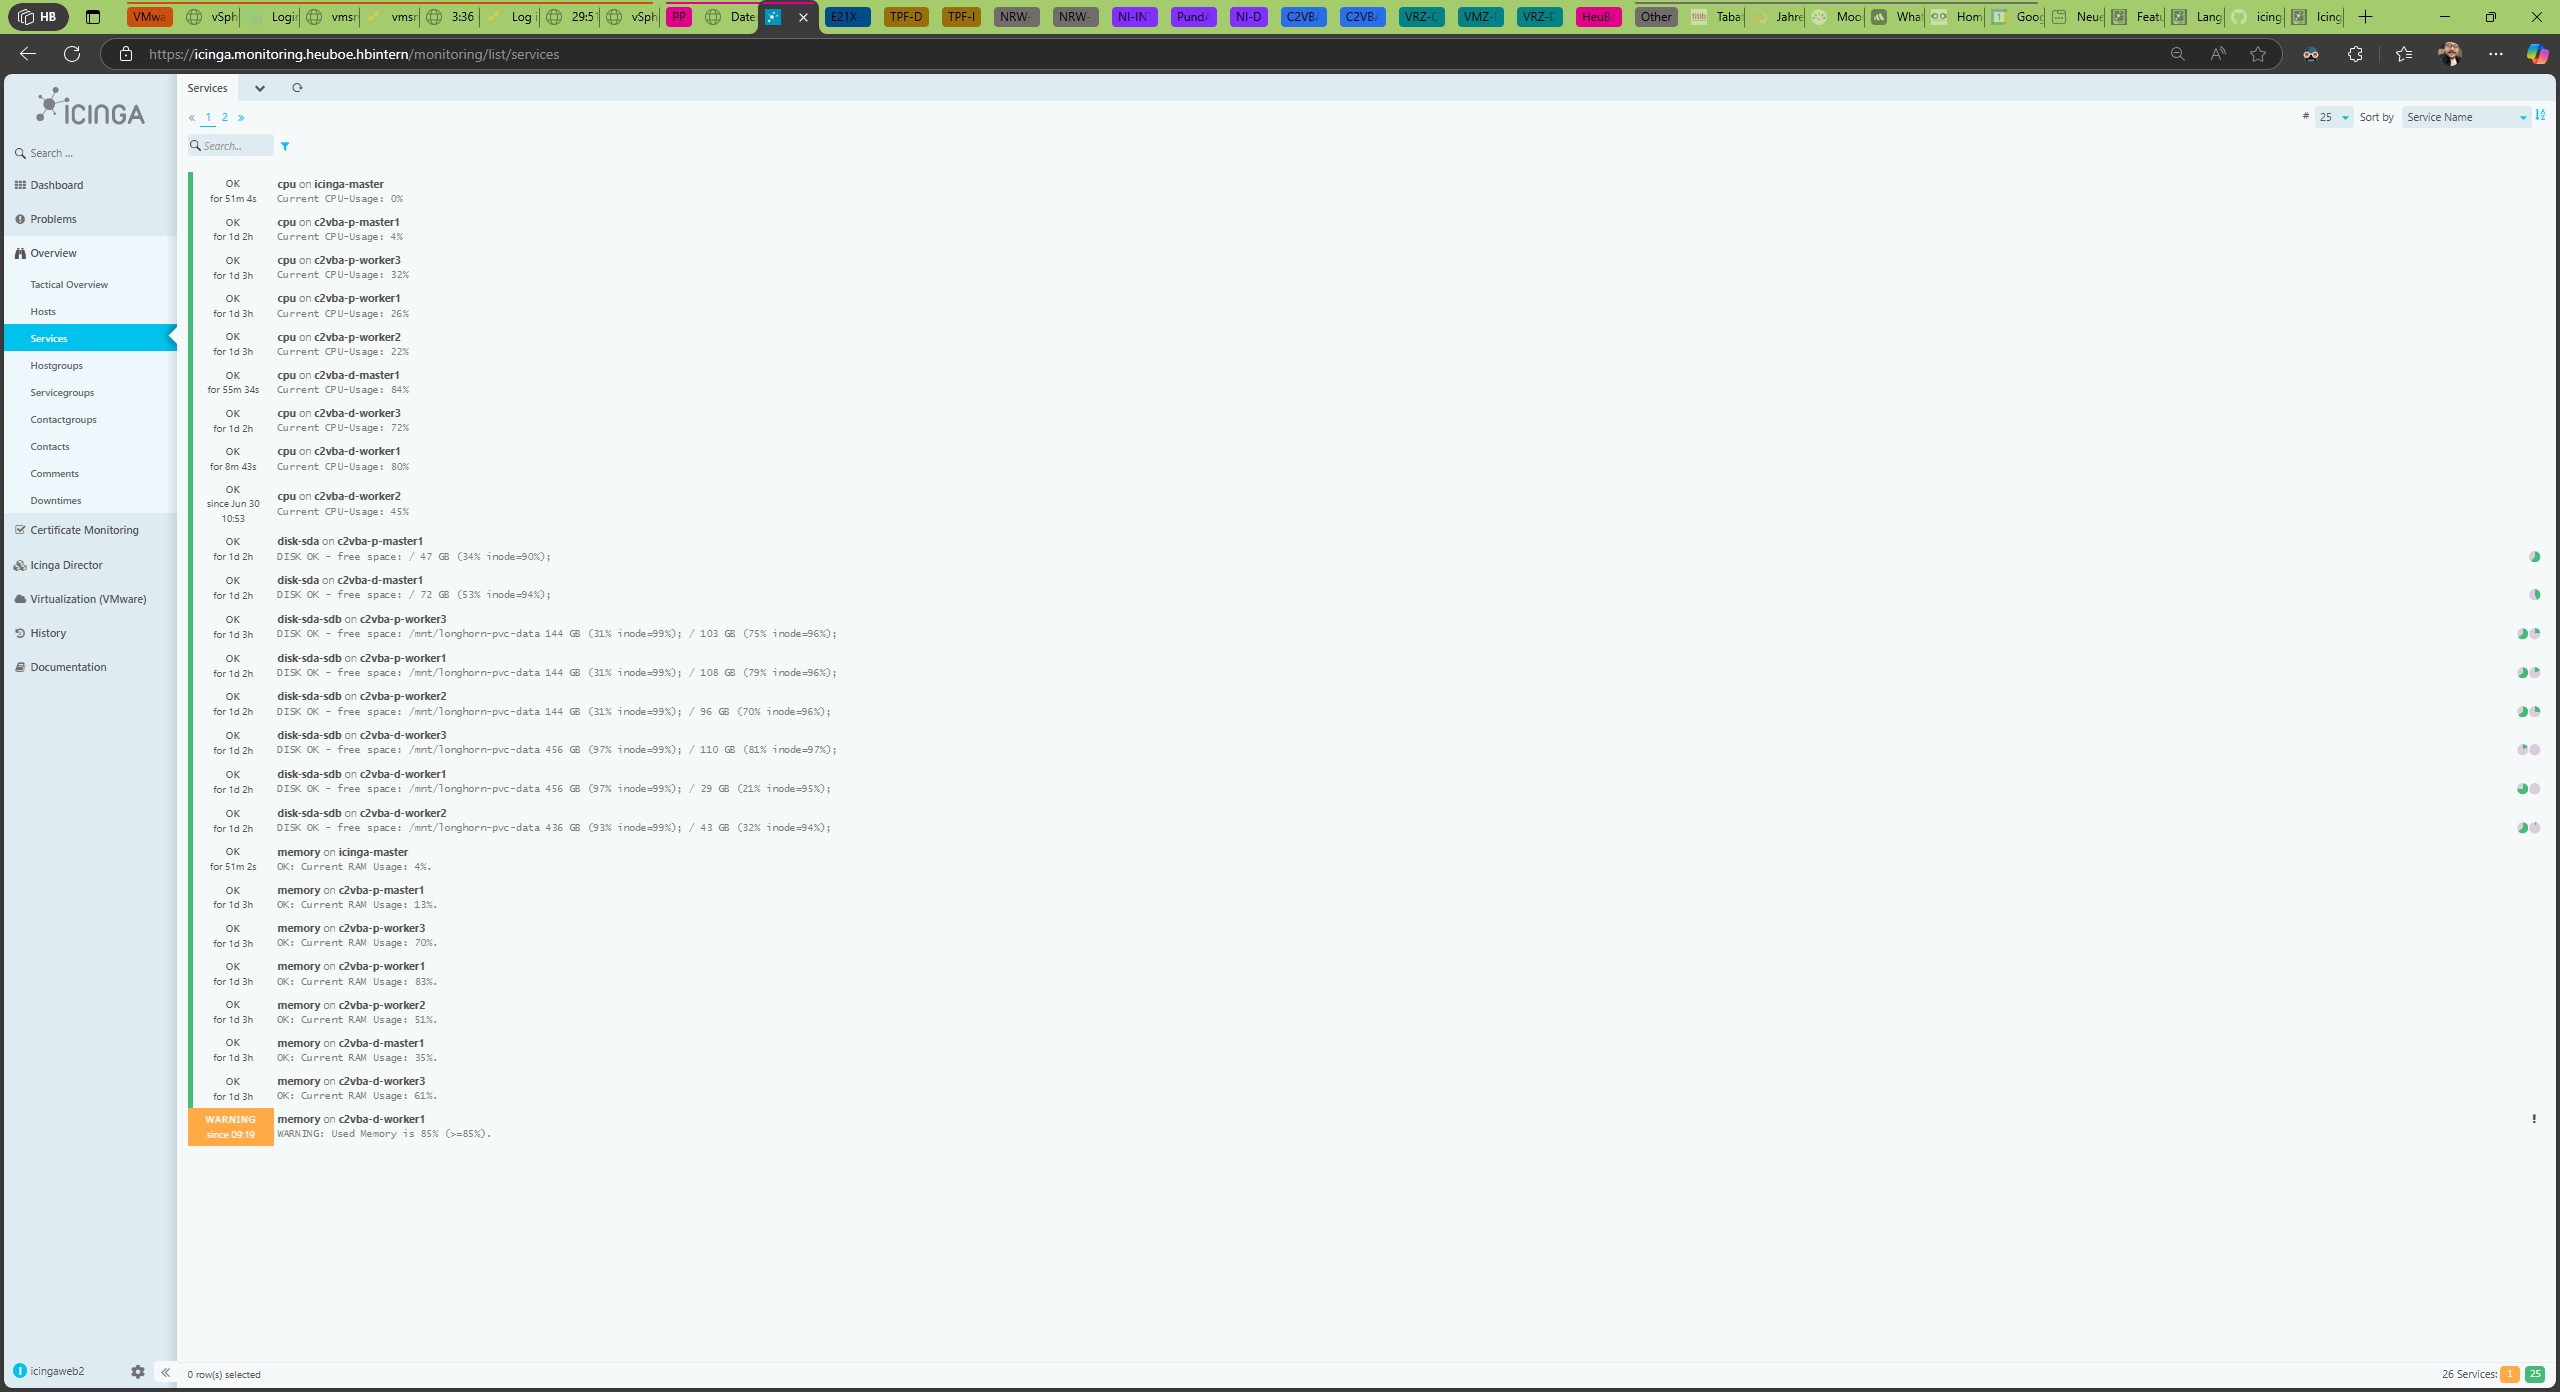 HB
VMwa
vSph
Logir
vmsr
vmsr
3:36
Log i
29:51
vSph
PP
Date
E21X-
TPF-D
TPF-I
NRW-
NRW-
NI-IN
Pund
NI-D
C2VB
C2VB
VRZ-C
VMZ-
VRZ-D
HeuB
Other
Taba
Jahre
Moo
Wha
Hom
Goog
Neue
Featu
Lang
icing
Icing
https://icinga.monitoring.heuboe.hbintern/monitoring/list/services
ICINGA
Search ...
Dashboard
Problems
Overview
Tactical Overview
Hosts
Services
Hostgroups
Servicegroups
Contactgroups
Contacts
Comments
Downtimes
Certificate Monitoring
Icinga Director
Virtualization (VMware)
History
Documentation
icingaweb2
Services
« 1 2 »
# 25 Sort by Service Name
Search...
OK cpu on icinga-master
for 51m 4s Current CPU-Usage: 0%
OK cpu on c2vba-p-master1
for 1d 2h Current CPU-Usage: 4%
OK cpu on c2vba-p-worker3
for 1d 3h Current CPU-Usage: 32%
OK cpu on c2vba-p-worker1
for 1d 3h Current CPU-Usage: 26%
OK cpu on c2vba-p-worker2
for 1d 3h Current CPU-Usage: 22%
OK cpu on c2vba-d-master1
for 55m 34s Current CPU-Usage: 84%
OK cpu on c2vba-d-worker3
for 1d 2h Current CPU-Usage: 72%
OK cpu on c2vba-d-worker1
for 8m 43s Current CPU-Usage: 80%
OK
since Jun 30
10:53
cpu on c2vba-d-worker2
Current CPU-Usage: 45%
OK disk-sda on c2vba-p-master1
for 1d 2h DISK OK - free space: / 47 GB (34% inode=90%);
OK disk-sda on c2vba-d-master1
for 1d 2h DISK OK - free space: / 72 GB (53% inode=94%);
OK disk-sda-sdb on c2vba-p-worker3
for 1d 3h DISK OK - free space: /mnt/longhorn-pvc-data 144 GB (31% inode=99%); / 103 GB (75% inode=96%);
OK disk-sda-sdb on c2vba-p-worker1
for 1d 2h DISK OK - free space: /mnt/longhorn-pvc-data 144 GB (31% inode=99%); / 108 GB (79% inode=96%);
OK disk-sda-sdb on c2vba-p-worker2
for 1d 2h DISK OK - free space: /mnt/longhorn-pvc-data 144 GB (31% inode=99%); / 96 GB (70% inode=96%);
OK disk-sda-sdb on c2vba-d-worker3
for 1d 2h DISK OK - free space: /mnt/longhorn-pvc-data 456 GB (97% inode=99%); / 110 GB (81% inode=97%);
OK disk-sda-sdb on c2vba-d-worker1
for 1d 2h DISK OK - free space: /mnt/longhorn-pvc-data 456 GB (97% inode=99%); / 29 GB (21% inode=95%);
OK disk-sda-sdb on c2vba-d-worker2
for 1d 2h DISK OK - free space: /mnt/longhorn-pvc-data 436 GB (93% inode=99%); / 43 GB (32% inode=94%);
OK memory on icinga-master
for 51m 2s OK: Current RAM Usage: 4%.
OK memory on c2vba-p-master1
for 1d 3h OK: Current RAM Usage: 13%.
OK memory on c2vba-p-worker3
for 1d 3h OK: Current RAM Usage: 70%.
OK memory on c2vba-p-worker1
for 1d 3h OK: Current RAM Usage: 83%.
OK memory on c2vba-p-worker2
for 1d 3h OK: Current RAM Usage: 51%.
OK memory on c2vba-d-master1
for 1d 3h OK: Current RAM Usage: 35%.
OK memory on c2vba-d-worker3
for 1d 3h OK: Current RAM Usage: 61%.
WARNING memory on c2vba-d-worker1
since 09:19 WARNING: Used Memory is 85% (>=85%).
0 row(s) selected
26 Services: 1 25